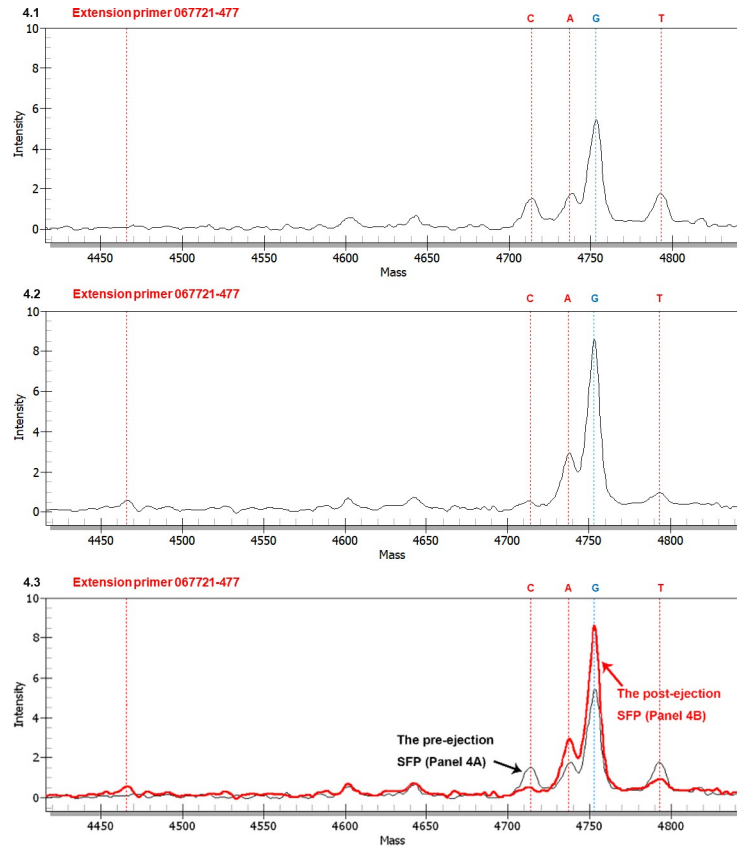 4.1 Extension primer 067721-477 C A G T
10
8
6
4
2
0
Intensity
4450 4500 4550 4600 4650 4700 4750 4800
Mass
4.2 Extension primer 067721-477 C A G T
10
8
6
4
2
0
Intensity
4450 4500 4550 4600 4650 4700 4750 4800
Mass
4.3 Extension primer 067721-477 C A G T
10
8
6
4
2
0
Intensity
The post-ejection
SFP (Panel 4B)
The pre-ejection
SFP (Panel 4A)
4450 4500 4550 4600 4650 4700 4750 4800
Mass